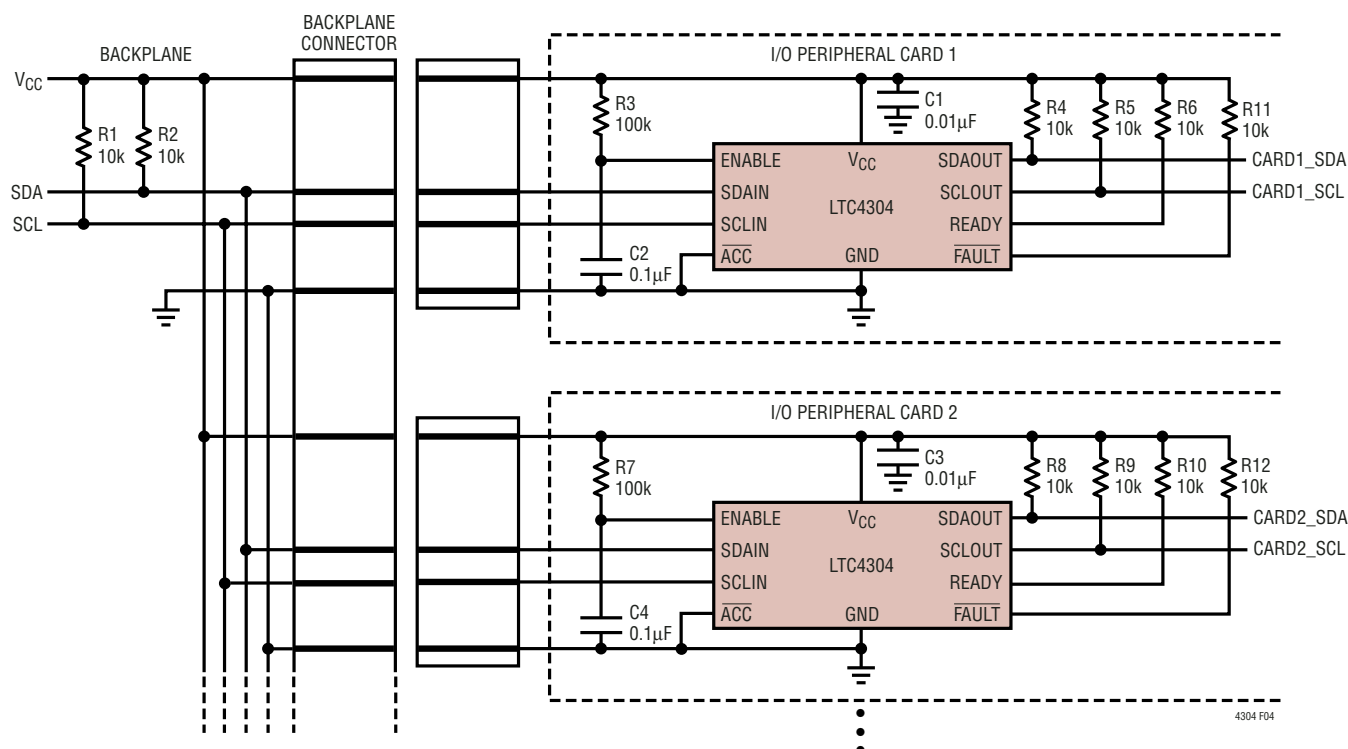 BACKPLANE
CONNECTOR
BACKPLANE
VCC
R1
10k
R2
10k
SDA
SCL
I/O PERIPHERAL CARD 1
R3
100k
C1
0.01µF
R4
10k
R5
10k
R6
10k
R11
10k
ENABLE
VCC
SDAOUT
CARD1_SDA
SDAIN
SCLOUT
CARD1_SCL
LTC4304
SCLIN
READY
ACC
GND
FAULT
C2
0.1µF
I/O PERIPHERAL CARD 2
R7
100k
C3
0.01µF
R8
10k
R9
10k
R10
10k
R12
10k
ENABLE
VCC
SDAOUT
CARD2_SDA
SDAIN
SCLOUT
CARD2_SCL
LTC4304
SCLIN
READY
ACC
GND
FAULT
C4
0.1µF
4304 F04